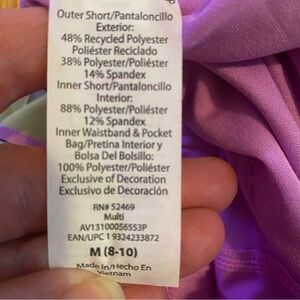 Outer Short/Pantaloncillo
Exterior:
48% Recycled Polyester
Poliéster Reciclado
38% Polyester/Poliéster
14% Spandex
Inner Short/Pantaloncillo
Interior:
88% Polyester/Poliéster
12% Spandex
Inner Waistband & Pocket
Bag/Pretina Interior y
Bolsa Del Bolsillo:
100% Polyester/Poliéster
Exclusive of Decoration
Exclusivo de Decoración
RN# 52469
Multi
AV13100056553P
EAN/UPC 1 9324233872
M (8-10)
Made In/Hecho En
Vietnam